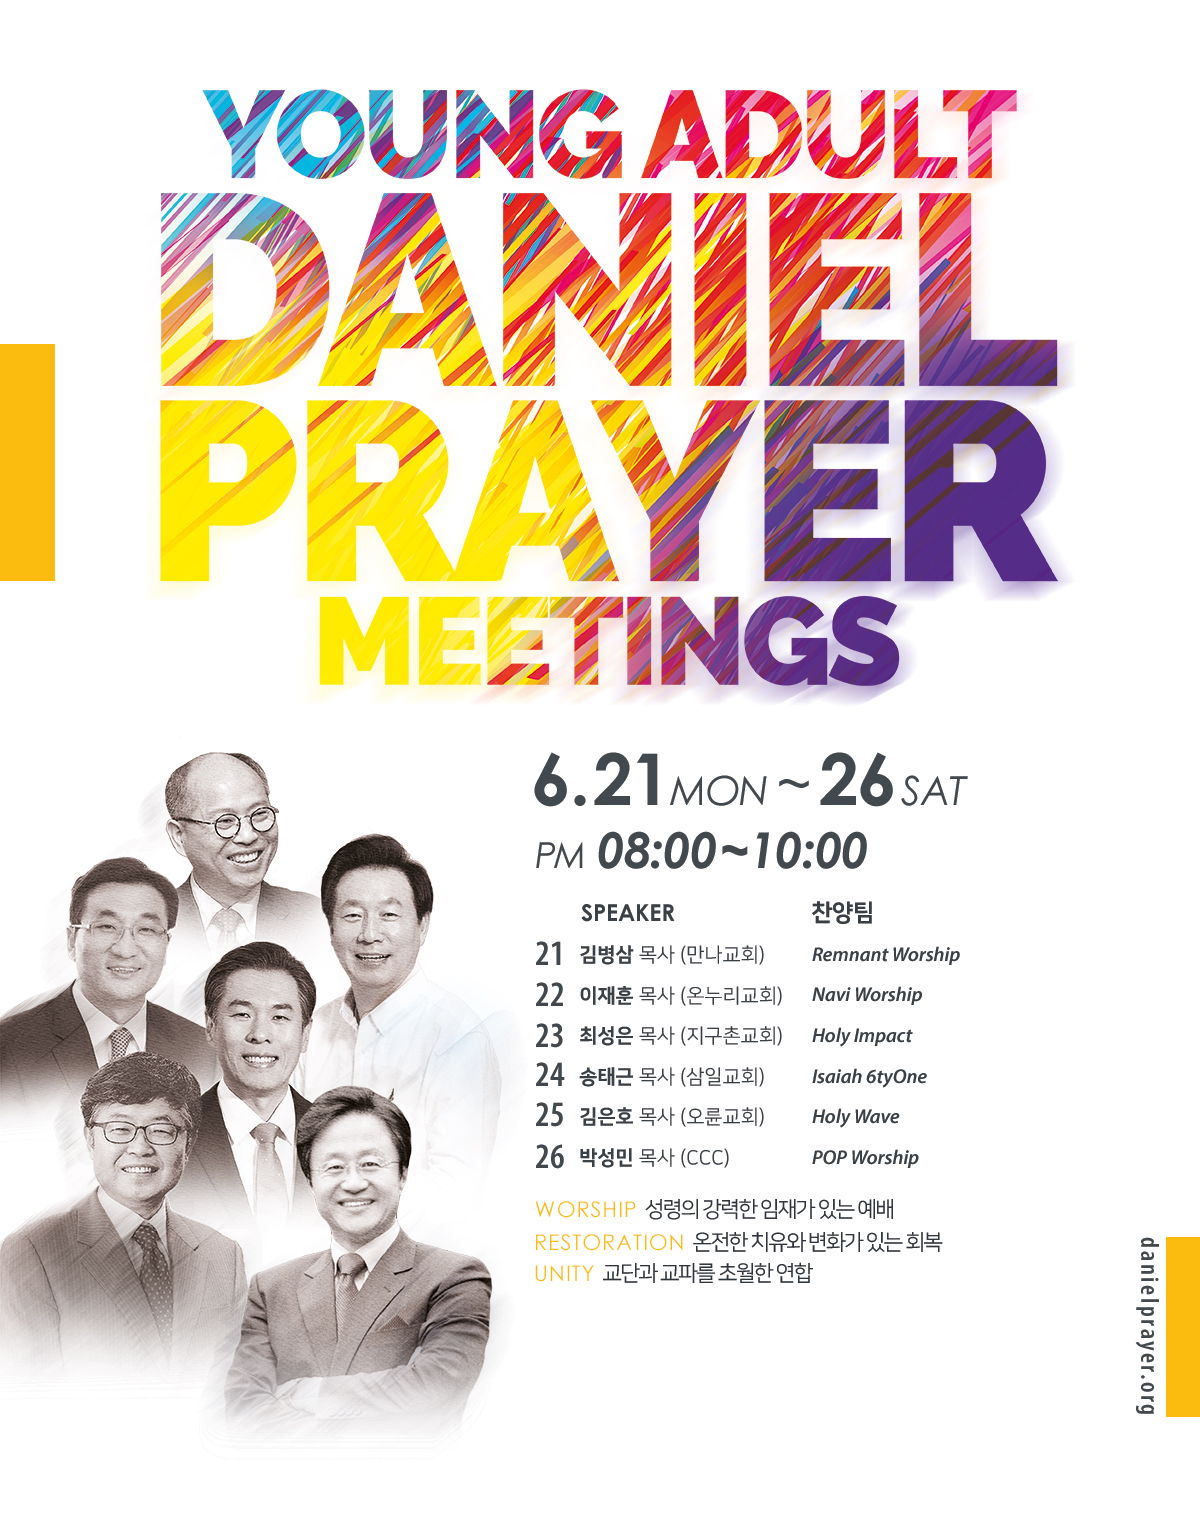 YOUNG ADULT
DANIEL
PRAYER
MEETINGS
6.21 MON ~ 26 SAT
PM 08:00~10:00
SPEAKER 찬양팀
21 김병삼 목사 (만나교회) Remnant Worship
22 이재훈 목사 (온누리교회) Navi Worship
23 최성은 목사 (지구촌교회) Holy Impact
24 송태근 목사 (삼일교회) Isaiah 6tyOne
25 김은호 목사 (오륜교회) Holy Wave
26 박성민 목사 (CCC) POP Worship
WORSHIP 성령의 강력한 임재가 있는 예배
RESTORATION 온전한 치유와 변화가 있는 회복
UNITY 교단과 교파를 초월한 연합
danielprayer.org